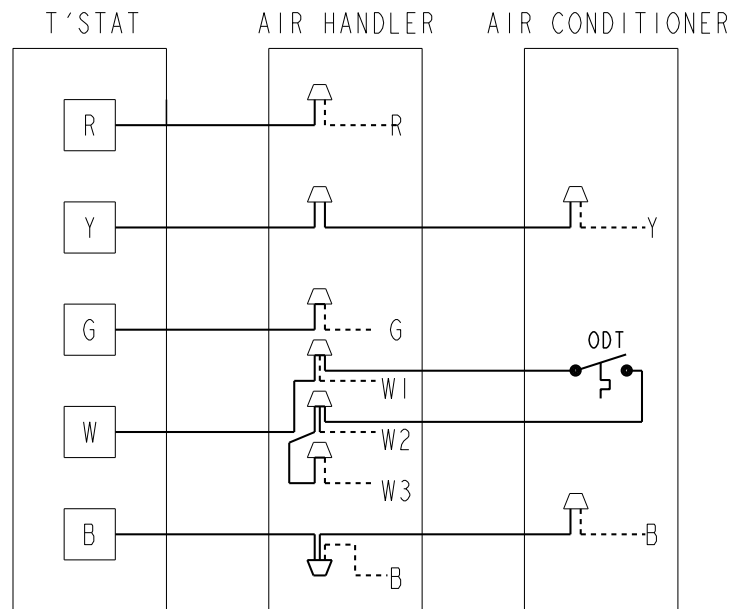 T'STAT AIR HANDLER AIR CONDITIONER
R R
Y Y
G G
ODT
W1
W W2
W3
B B
B